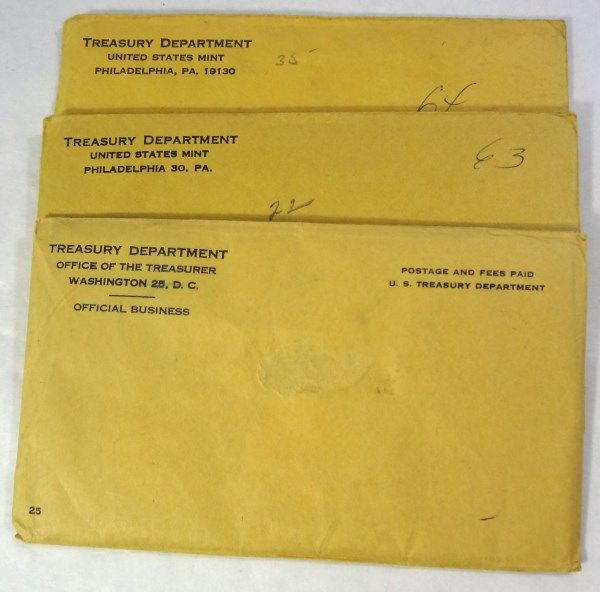 TREASURY DEPARTMENT
UNITED STATES MINT
PHILADELPHIA, PA. 19130
35
64
TREASURY DEPARTMENT
UNITED STATES MINT
PHILADELPHIA 30, PA.
63
22
TREASURY DEPARTMENT
OFFICE OF THE TREASURER
WASHINGTON 25, D. C.
OFFICIAL BUSINESS
POSTAGE AND FEES PAID
U. S. TREASURY DEPARTMENT
25